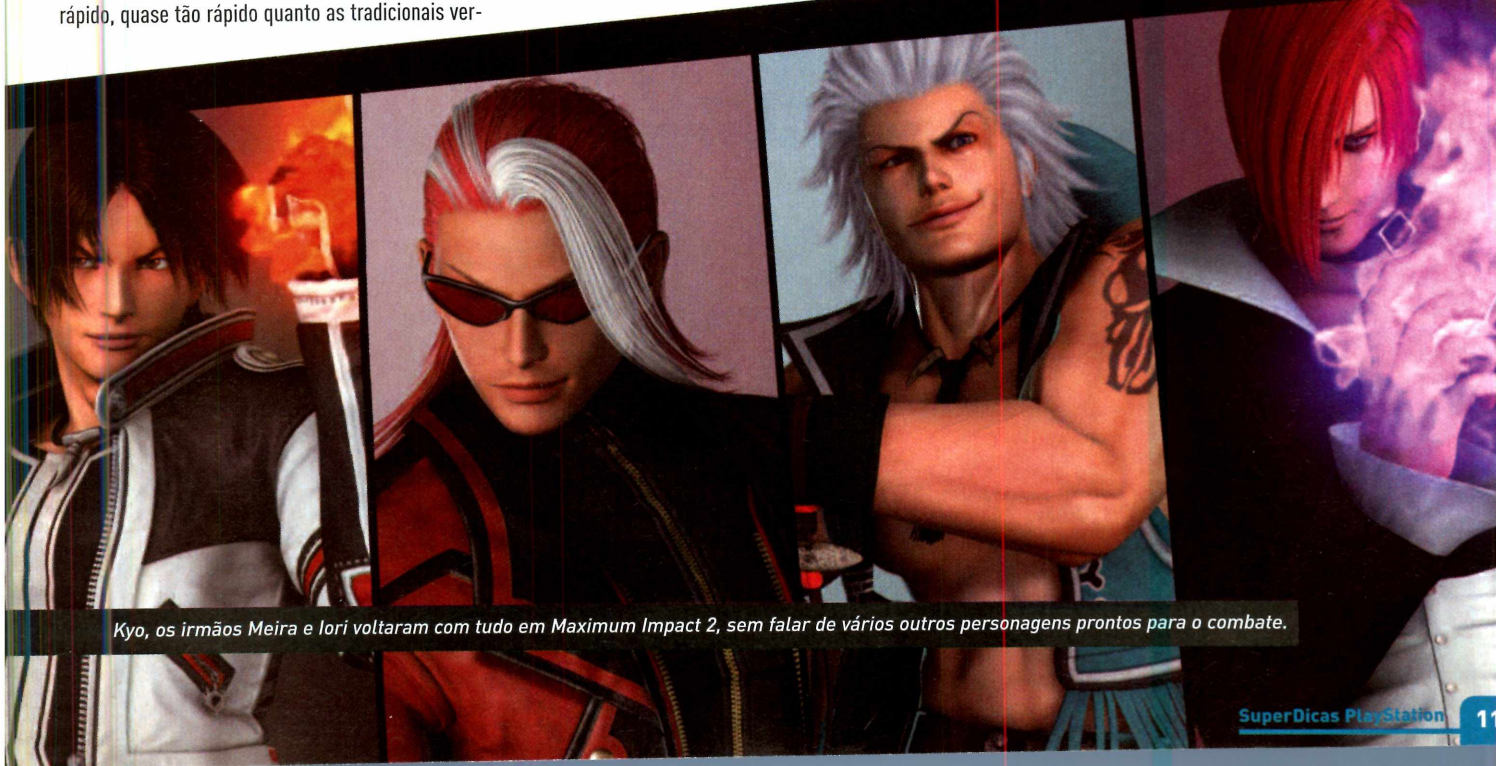 rápido, quase tão rápido quanto as tradicionais ver-
Kyo, os irmãos Meira e Iori voltaram com tudo em Maximum Impact 2, sem falar de vários outros personagens prontos para o combate.
SuperDicas PlayStation 11